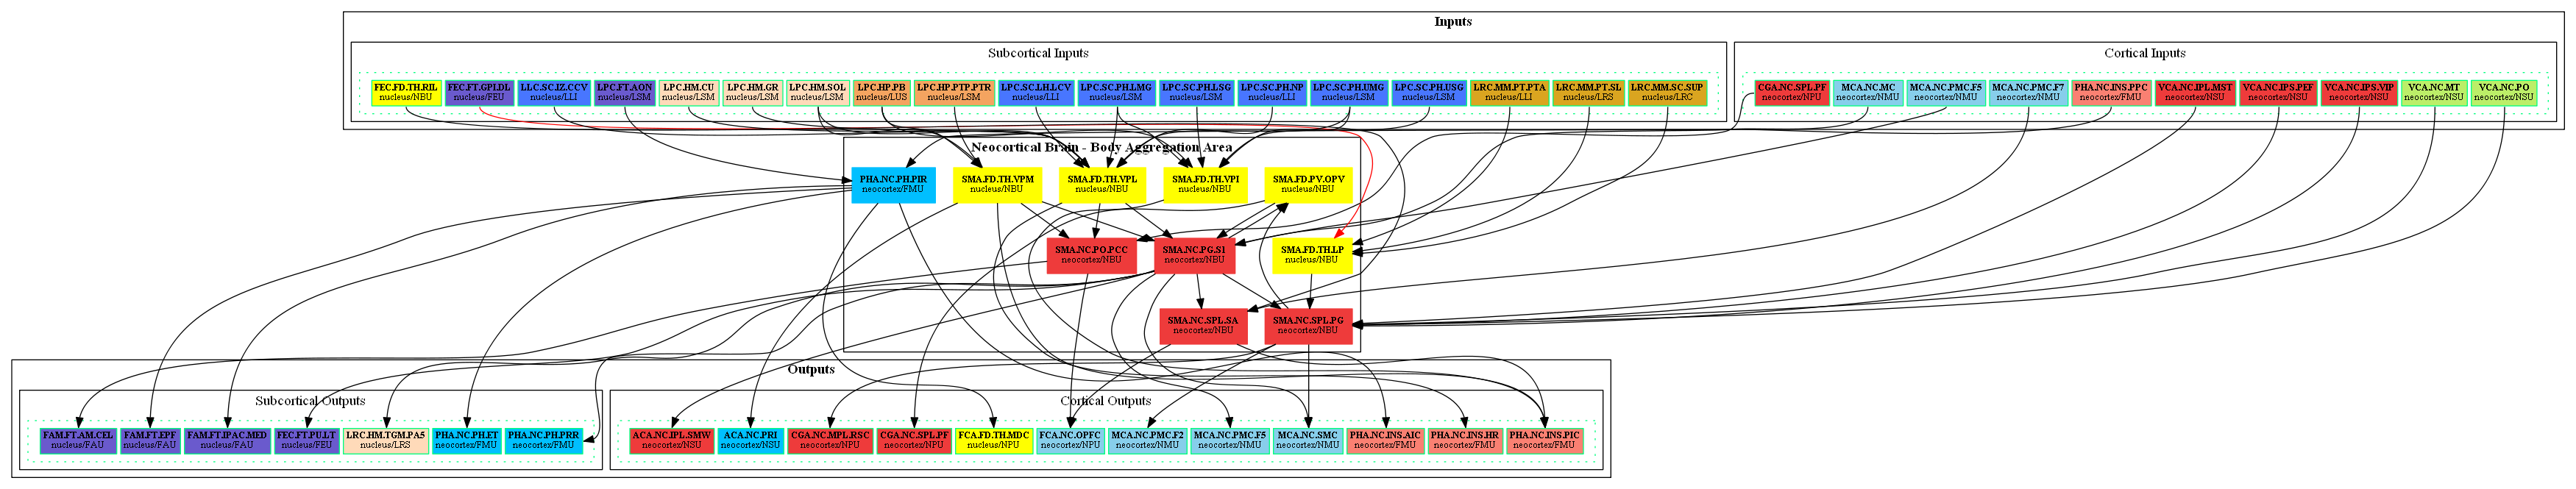 Inputs
Subcortical Inputs
Cortical Inputs
FEC.FD.TH.RIL
nucleus/NBU
FEC.FT.GPI.DL
nucleus/FEU
LLC.SC.IZ.CCV
nucleus/LLI
LPC.FT.AON
nucleus/LSM
LPC.HM.CU
nucleus/LSM
LPC.HM.GR
nucleus/LSM
LPC.HM.SOL
nucleus/LSM
LPC.HP.PB
nucleus/LUS
LPC.HP.PTP.PTR
nucleus/LSM
LPC.SC.LH.LCV
nucleus/LLI
LPC.SC.PH.LMG
nucleus/LSM
LPC.SC.PH.LSG
nucleus/LSM
LPC.SC.PH.NP
nucleus/LLI
LPC.SC.PH.UMG
nucleus/LSM
LPC.SC.PH.USG
nucleus/LSM
LRC.MM.PT.PTA
nucleus/LLI
LRC.MM.PT.SL
nucleus/LRS
LRC.MM.SC.SUP
nucleus/LRC
CGA.NC.SPL.PF
neocortex/NPU
MCA.NC.MC
neocortex/NMU
MCA.NC.PMC.F5
neocortex/NMU
MCA.NC.PMC.F7
neocortex/NMU
PHA.NC.INS.PPC
neocortex/FMU
VCA.NC.IPL.MST
neocortex/NSU
VCA.NC.IPS.PEF
neocortex/NSU
VCA.NC.IPS.VIP
neocortex/NSU
VCA.NC.MT
neocortex/NSU
VCA.NC.PO
neocortex/NSU
Neocortical Brain - Body Aggregation Area
PHA.NC.PH.PIR
neocortex/FMU
SMA.FD.TH.VPM
nucleus/NBU
SMA.FD.TH.VPL
nucleus/NBU
SMA.FD.TH.VPI
nucleus/NBU
SMA.FD.PV.OPV
nucleus/NBU
SMA.NC.PO.PCC
neocortex/NBU
SMA.NC.PG.S1
neocortex/NBU
SMA.FD.TH.LP
nucleus/NBU
SMA.NC.SPL.SA
neocortex/NBU
SMA.NC.SPL.PG
neocortex/NBU
Outputs
Subcortical Outputs
Cortical Outputs
FAM.FT.AM.CEL
nucleus/FAU
FAM.FT.EPF
nucleus/FAU
FAM.FT.IPAC.MED
nucleus/FAU
FEC.FT.PU.LT
nucleus/FEU
LRC.HM.TGM.PA5
nucleus/LRS
PHA.NC.PH.ET
neocortex/FMU
PHA.NC.PH.PRR
neocortex/FMU
ACA.NC.IPL.SMW
neocortex/NSU
ACA.NC.PRI
neocortex/NSU
CGA.NC.MPL.RSC
neocortex/NPU
CGA.NC.SPL.PF
neocortex/NPU
FCA.FD.TH.MDC
nucleus/NPU
FCA.NC.OPFC
neocortex/NPU
MCA.NC.PMC.F2
neocortex/NMU
MCA.NC.PMC.F5
neocortex/NMU
MCA.NC.SMC
neocortex/NMU
PHA.NC.INS.AIC
neocortex/FMU
PHA.NC.INS.HR
neocortex/FMU
PHA.NC.INS.PIC
neocortex/FMU